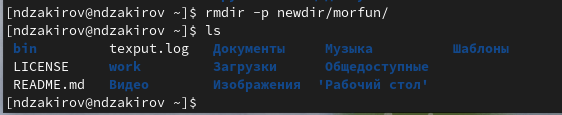 [ndzakirov@ndzakirov ~]$ rmdir -p newdir/morfun/
[ndzakirov@ndzakirov ~]$ ls
bin texput.log Документы Музыка Шаблоны
LICENSE work Загрузки Общедоступные
README.md Видео Изображения 'Рабочий стол'
[ndzakirov@ndzakirov ~]$